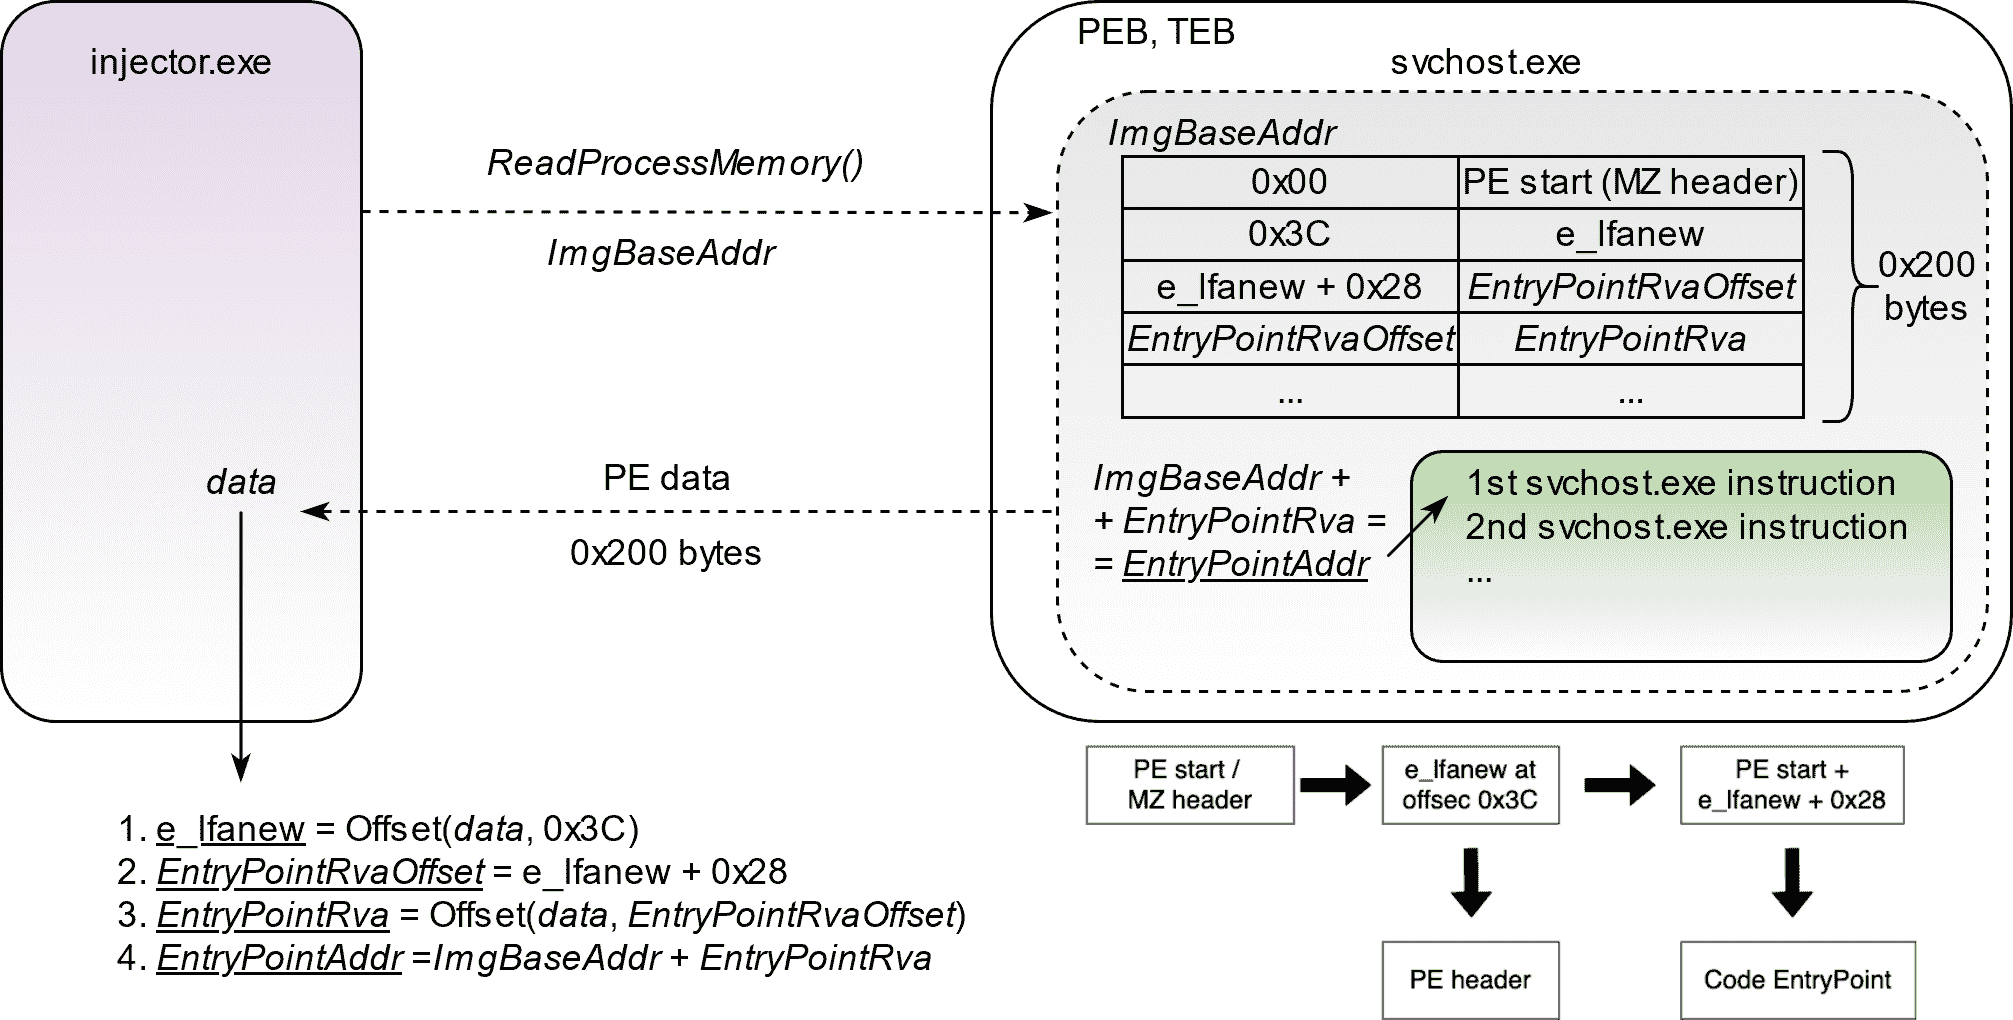 injector.exe
ReadProcessMemory()
ImgBaseAddr
PE data
0x200 bytes
data
PEB, TEB
svchost.exe
ImgBaseAddr
0x00 PE start (MZ header)
0x3C e_lfanew
e_lfanew + 0x28 EntryPointRvaOffset
EntryPointRvaOffset EntryPointRva
... ...
0x200
bytes
ImgBaseAddr +
+ EntryPointRva =
= EntryPointAddr
1st svchost.exe instruction
2nd svchost.exe instruction
...
1. e_lfanew = Offset(data, 0x3C)
2. EntryPointRvaOffset = e_lfanew + 0x28
3. EntryPointRva = Offset(data, EntryPointRvaOffset)
4. EntryPointAddr =ImgBaseAddr + EntryPointRva
PE start /
MZ header
e_lfanew at
offsec 0x3C
PE start +
e_lfanew + 0x28
PE header
Code EntryPoint